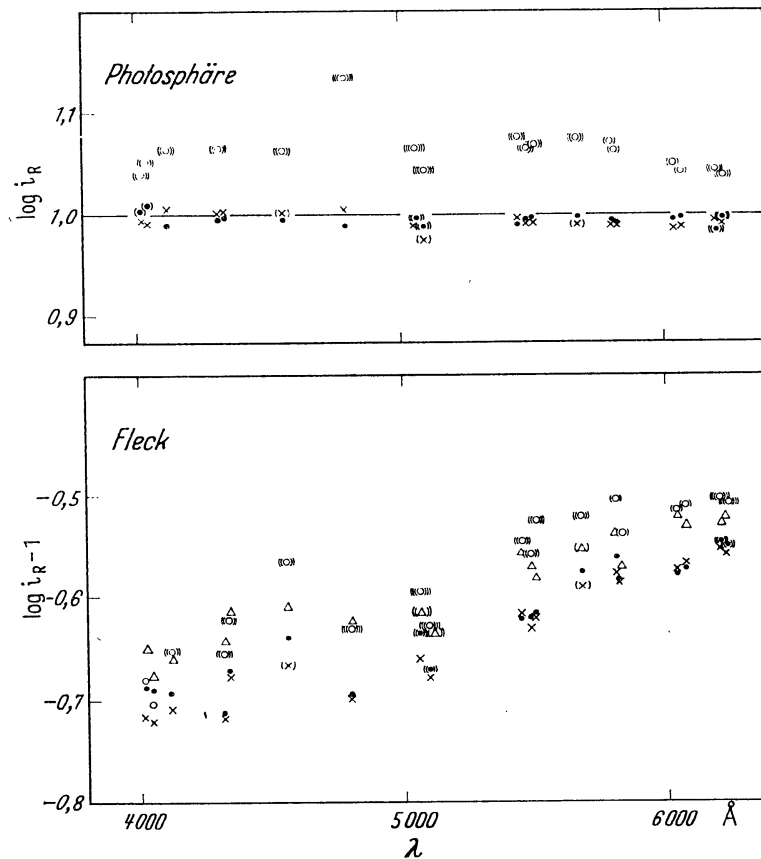 Photosphäre
1,1
1,0
0,9
log i_R
Fleck
-0,5
-0,6
-0,7
-0,8
log i_R-1
4000 5000 6000 Å
λ